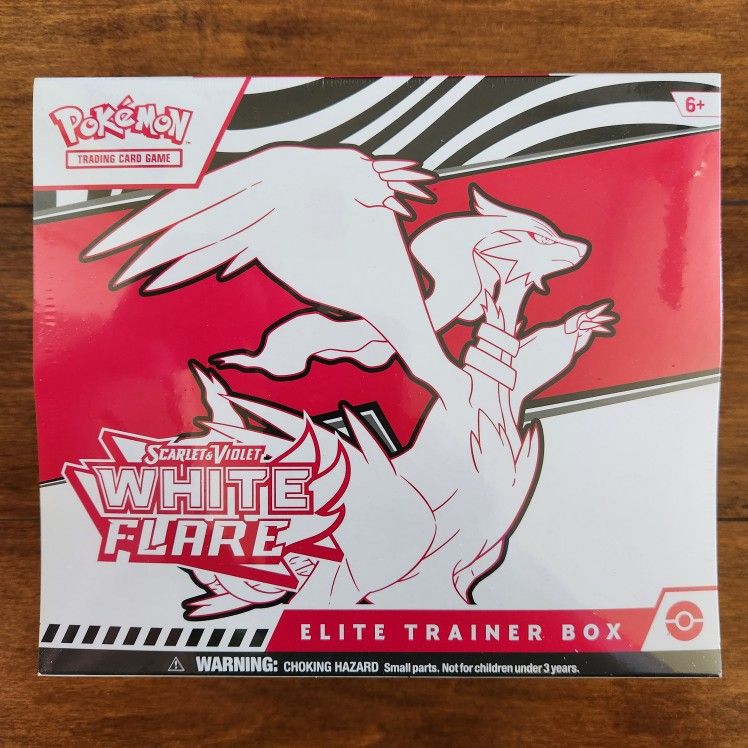 Pokémon
TRADING CARD GAME
6+
SCARLET & VIOLET
WHITE
FLARE
ELITE TRAINER BOX
WARNING: CHOKING HAZARD Small parts. Not for children under 3 years.